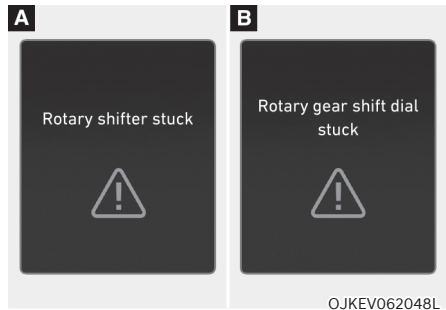 A
Rotary shifter stuck
B
Rotary gear shift dial
stuck
OJKEV062048L